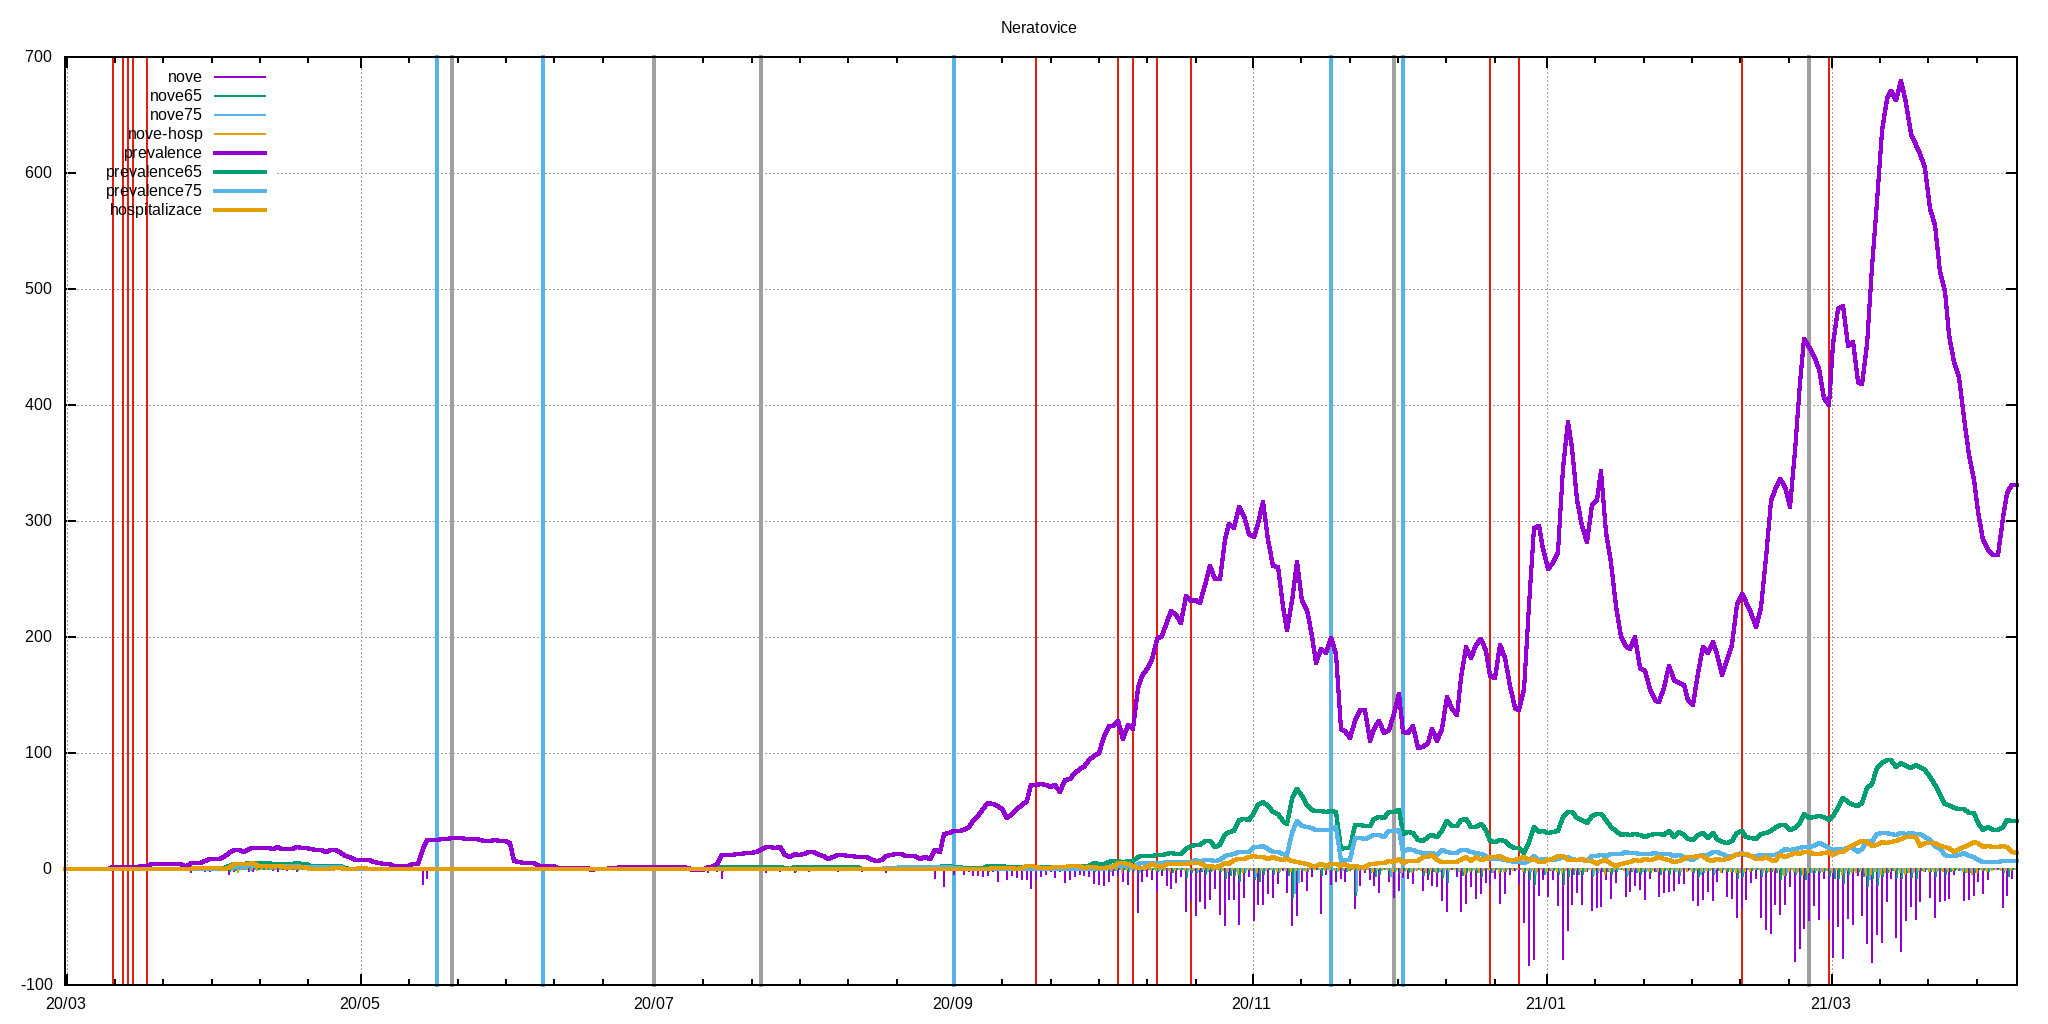 Neratovice
700
nove
nove65
nove75
nove-hosp
prevalence
prevalence65
prevalence75
hospitalizace
600
500
400
300
200
100
0
-100
20/03 20/05 20/07 20/09 20/11 21/01 21/03